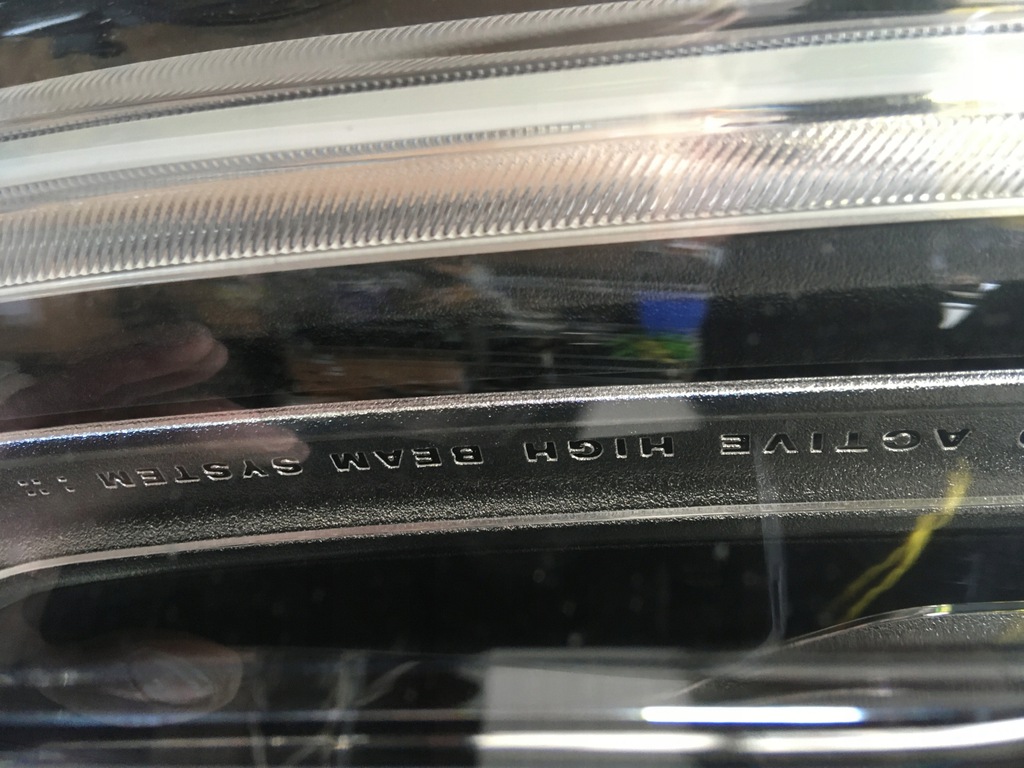 ACTIVE HIGH BEAM SYSTEM : ::